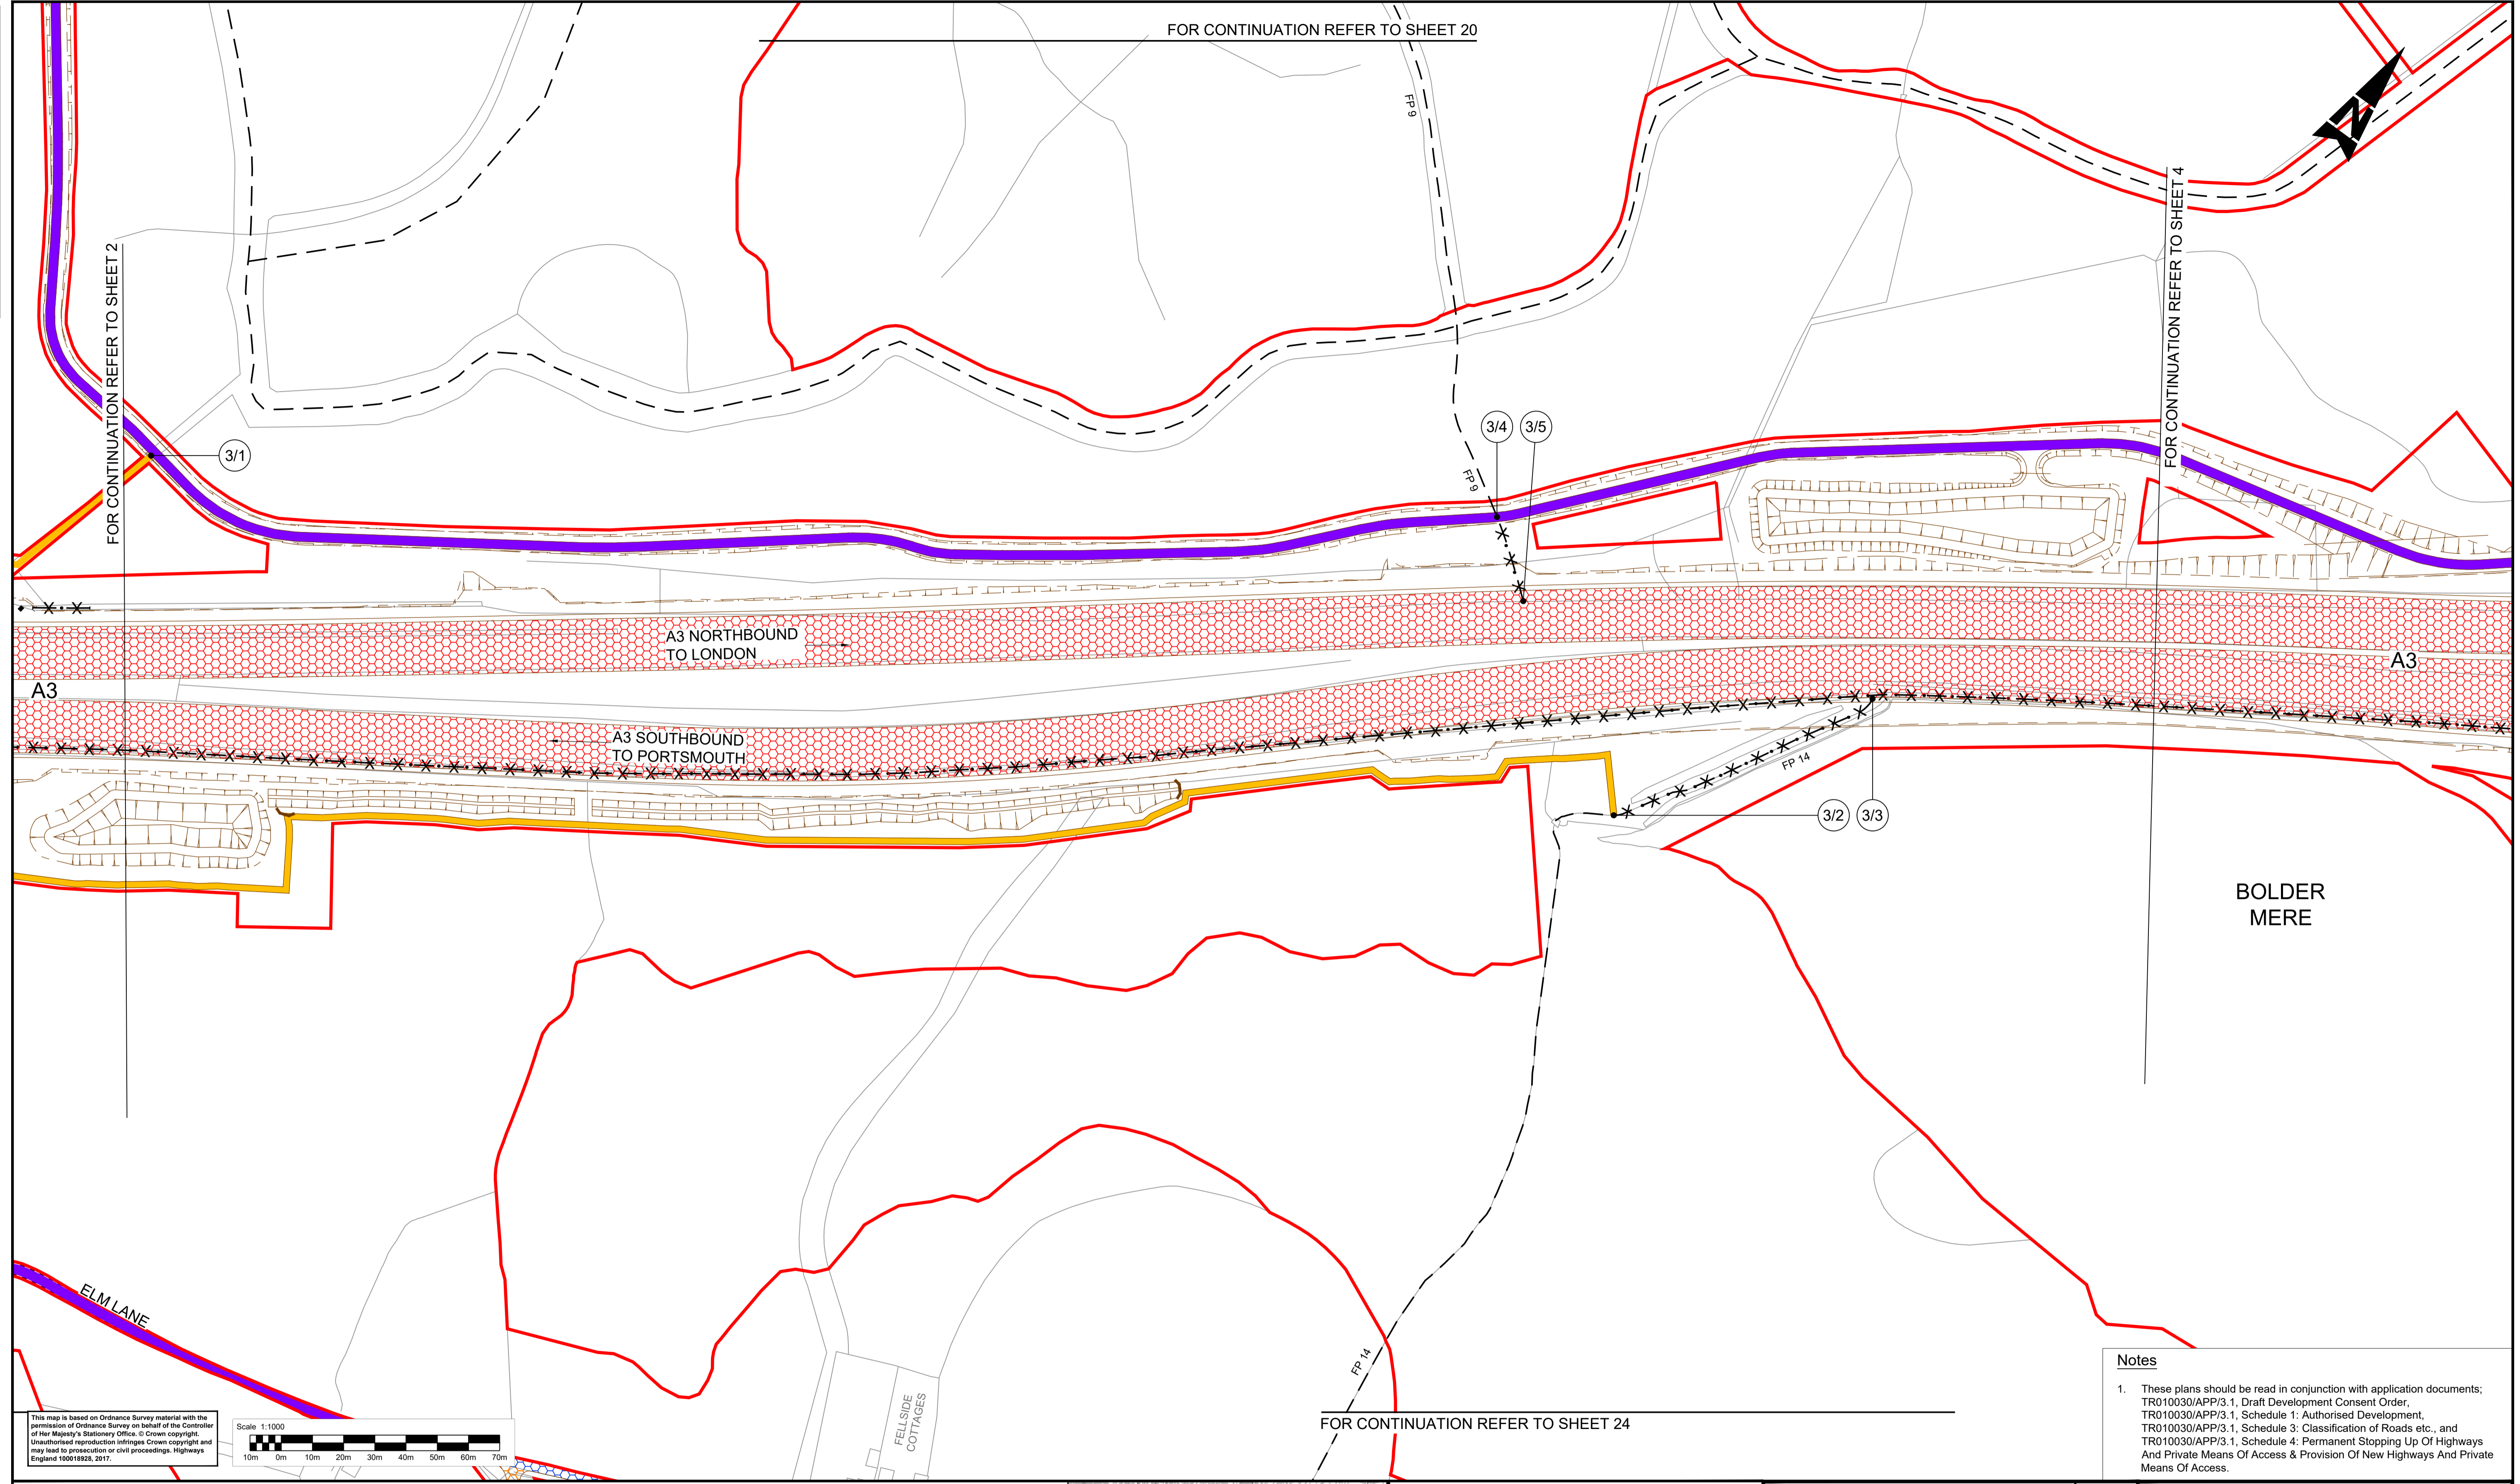 FOR CONTINUATION REFER TO SHEET 20
FP 9
N
FOR CONTINUATION REFER TO SHEET 2
FOR CONTINUATION REFER TO SHEET 4
3/1
3/4
3/5
FP 9
A3 NORTHBOUND
TO LONDON
A3
A3
A3 SOUTHBOUND
TO PORTSMOUTH
FP 14
3/2
3/3
BOLDER
MERE
ELM LANE
FP 14
FELLSIDE
COTTAGES
FOR CONTINUATION REFER TO SHEET 24
This map is based on Ordnance Survey material with the
permission of Ordnance Survey on behalf of the Controller
of Her Majesty's Stationery Office. © Crown copyright.
Unauthorised reproduction infringes Crown copyright and
may lead to prosecution or civil proceedings. Highways
England 100018928, 2017.
Scale 1:1000
10m 0m 10m 20m 30m 40m 50m 60m 70m
Notes
1. These plans should be read in conjunction with application documents;
TR010030/APP/3.1, Draft Development Consent Order,
TR010030/APP/3.1, Schedule 1: Authorised Development,
TR010030/APP/3.1, Schedule 3: Classification of Roads etc., and
TR010030/APP/3.1, Schedule 4: Permanent Stopping Up Of Highways
And Private Means Of Access & Provision Of New Highways And Private
Means Of Access.